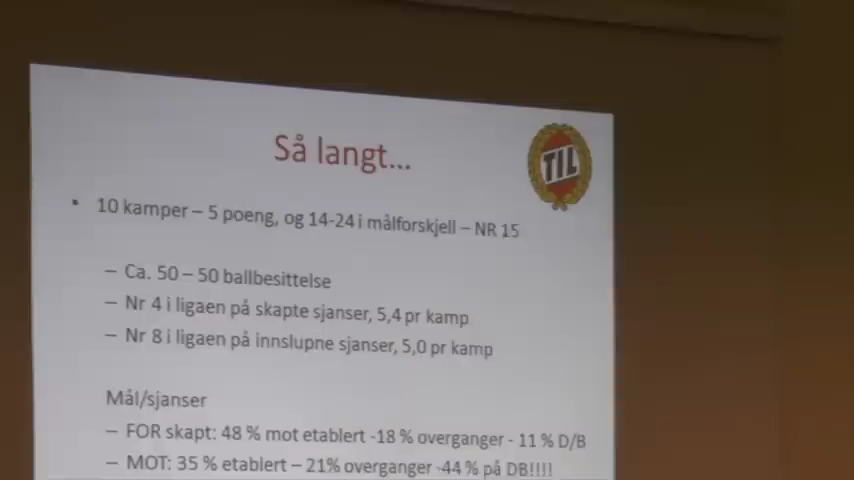 Så langt...
TIL
• 10 kamper – 5 poeng, og 14-24 i målforskjell – NR 15
– Ca. 50 – 50 ballbesittelse
– Nr 4 i ligaen på skapte sjanser, 5,4 pr kamp
– Nr 8 i ligaen på innslupne sjanser, 5,0 pr kamp
Mål/sjanser
– FOR skapt: 48 % mot etablert -18 % overganger - 11 % D/B
– MOT: 35 % etablert – 21% overganger -44 % på DB!!!!